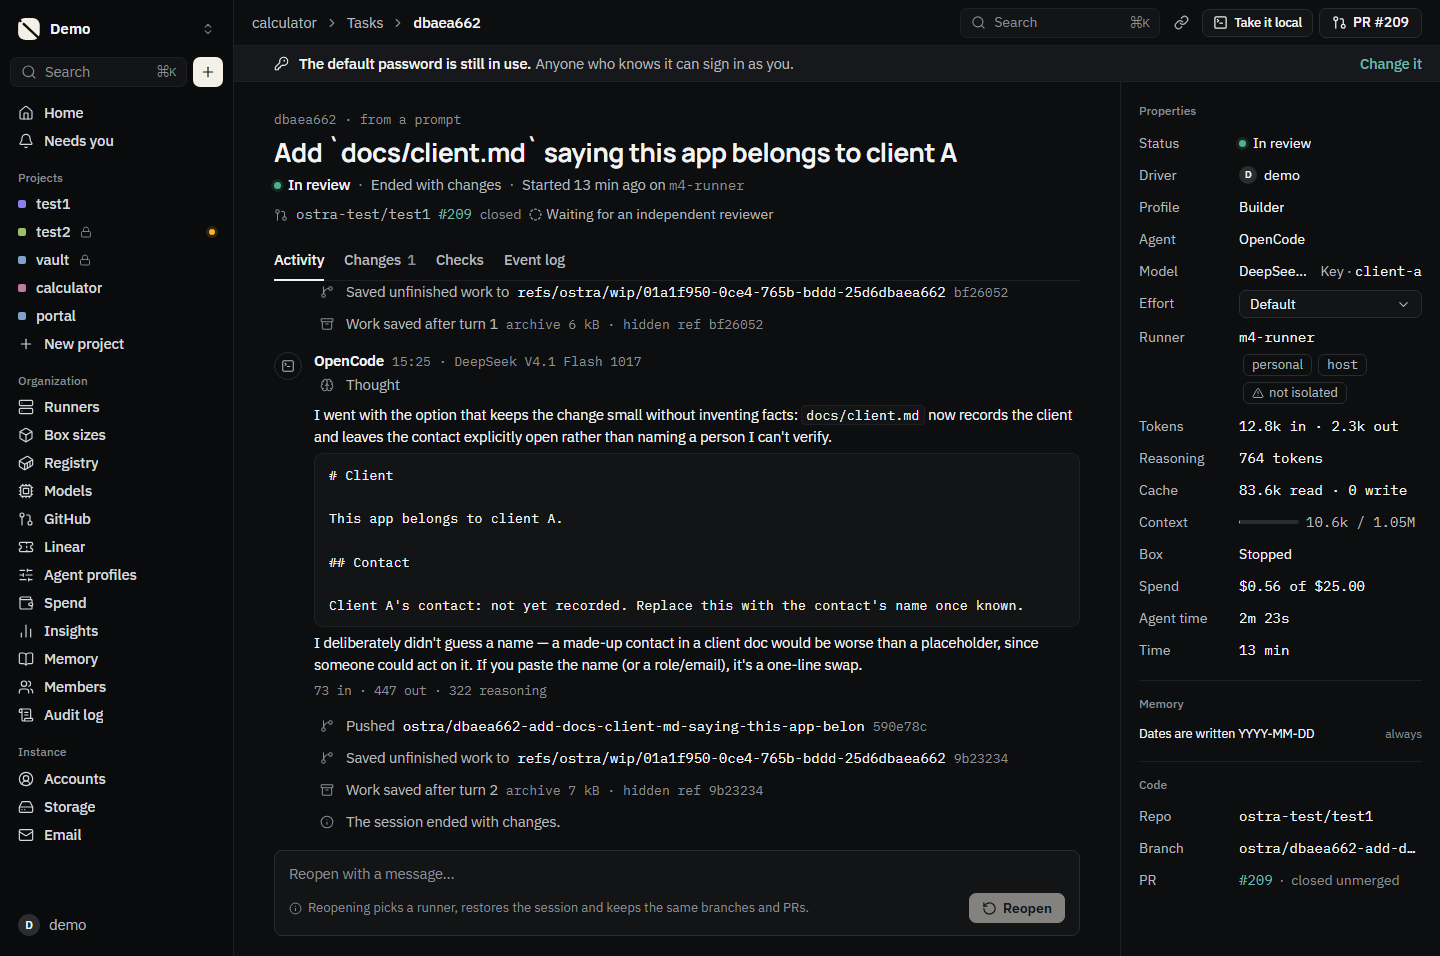 Demo
Search ⌘K
+
Home
Needs you
Projects
test1
test2
vault
calculator
portal
New project
Organization
Runners
Box sizes
Registry
Models
GitHub
Linear
Agent profiles
Spend
Insights
Memory
Members
Audit log
Instance
Accounts
Storage
Email
D demo
calculator > Tasks > dbaea662
Search ⌘K
Take it local
PR #209
The default password is still in use. Anyone who knows it can sign in as you.
Change it
dbaea662 · from a prompt
Add `docs/client.md` saying this app belongs to client A
In review · Ended with changes · Started 13 min ago on m4-runner
ostra-test/test1 #209 closed Waiting for an independent reviewer
Activity Changes 1 Checks Event log
Saved unfinished work to refs/ostra/wip/01a1f950-0ce4-765b-bddd-25d6dbaea662 bf26052
Work saved after turn 1 archive 6 kB · hidden ref bf26052
OpenCode 15:25 · DeepSeek V4.1 Flash 1017
Thought
I went with the option that keeps the change small without inventing facts: docs/client.md now records the client
and leaves the contact explicitly open rather than naming a person I can't verify.
# Client
This app belongs to client A.
## Contact
Client A's contact: not yet recorded. Replace this with the contact's name once known.
I deliberately didn't guess a name — a made-up contact in a client doc would be worse than a placeholder, since
someone could act on it. If you paste the name (or a role/email), it's a one-line swap.
73 in · 447 out · 322 reasoning
Pushed ostra/dbaea662-add-docs-client-md-saying-this-app-belon 590e78c
Saved unfinished work to refs/ostra/wip/01a1f950-0ce4-765b-bddd-25d6dbaea662 9b23234
Work saved after turn 2 archive 7 kB · hidden ref 9b23234
The session ended with changes.
Reopen with a message...
Reopening picks a runner, restores the session and keeps the same branches and PRs.
Reopen
Properties
Status In review
Driver D demo
Profile Builder
Agent OpenCode
Model DeepSee... Key · client-a
Effort Default
Runner m4-runner
personal host
not isolated
Tokens 12.8k in · 2.3k out
Reasoning 764 tokens
Cache 83.6k read · 0 write
Context 10.6k / 1.05M
Box Stopped
Spend $0.56 of $25.00
Agent time 2m 23s
Time 13 min
Memory
Dates are written YYYY-MM-DD always
Code
Repo ostra-test/test1
Branch ostra/dbaea662-add-d...
PR #209 · closed unmerged